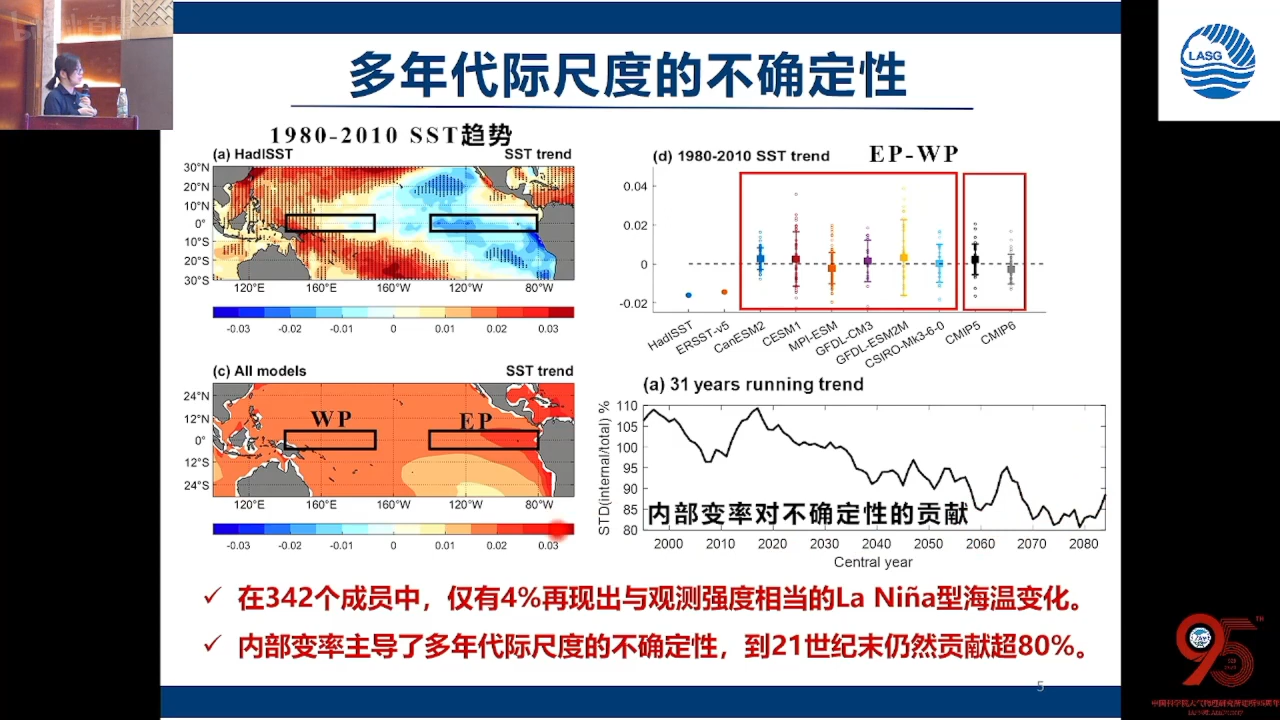 多年代际尺度的不确定性
LASG
1980-2010 SST趋势
(a) HadISST SST trend
30°N
20°N
10°N
0°
10°S
20°S
30°S
120°E 160°E 160°W 120°W 80°W
-0.03 -0.02 -0.01 0 0.01 0.02 0.03
(c) All models SST trend
24°N
12°N
0°
12°S
24°S
WP EP
120°E 160°E 160°W 120°W 80°W
-0.03 -0.02 -0.01 0 0.01 0.02 0.03
(d) 1980-2010 SST trend EP-WP
0.04
0.02
0
-0.02
HadISST ERSST-v5 CanESM2 CESM1 MPI-ESM GFDL-CM3 GFDL-ESM2M CSIRO-Mk3-6-0 CMIP5 CMIP6
(a) 31 years running trend
STD(internal/total) %
110
105
100
95
90
85
80
内部变率对不确定性的贡献
2000 2010 2020 2030 2040 2050 2060 2070 2080
Central year
✓ 在342个成员中，仅有4%再现出与观测强度相当的La Niña型海温变化。
✓ 内部变率主导了多年代际尺度的不确定性，到21世纪末仍然贡献超80%。
5
95
TH